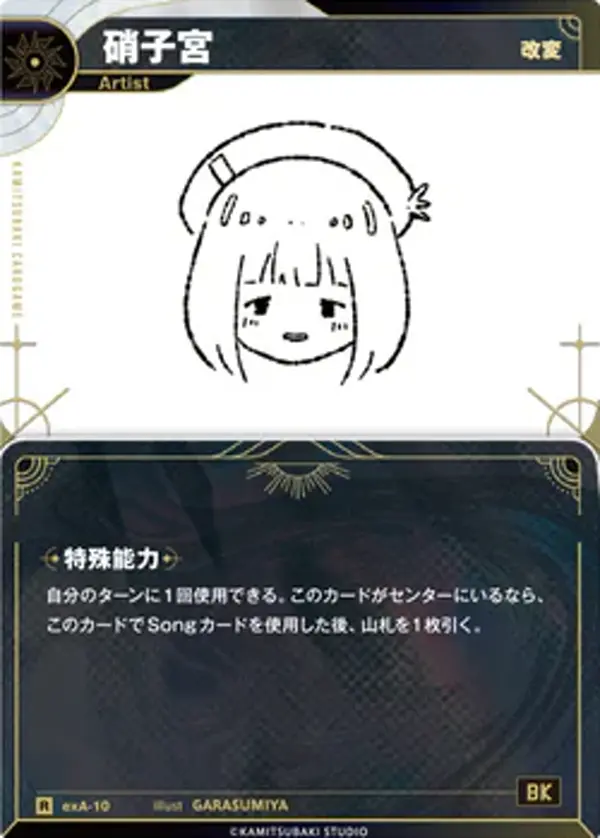 硝子宮
改変
Artist
KAMITSUBAKI CARDGAME
特殊能力
自分のターンに1回使用できる。このカードがセンターにいるなら、
このカードでSongカードを使用した後、山札を1枚引く。
R exA-10 illust GARASUMIYA
BK
©KAMITSUBAKI STUDIO